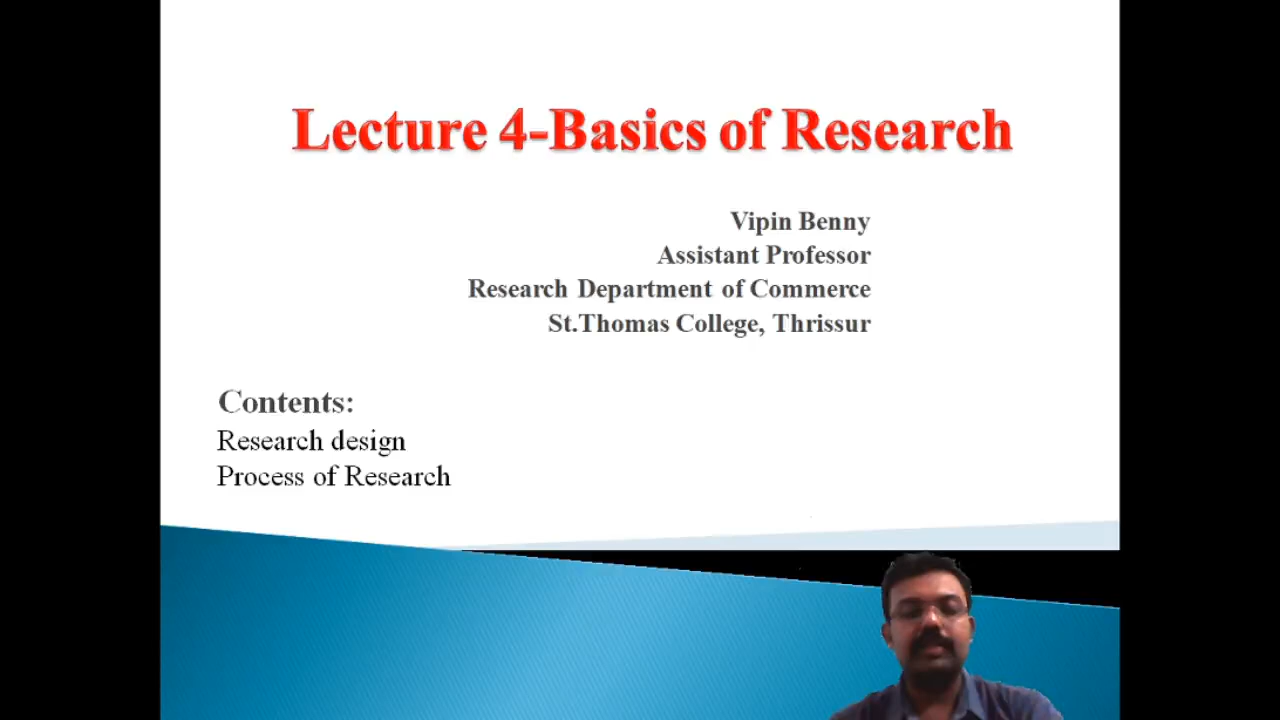 Lecture 4-Basics of Research
Vipin Benny
Assistant Professor
Research Department of Commerce
St.Thomas College, Thrissur
Contents:
Research design
Process of Research